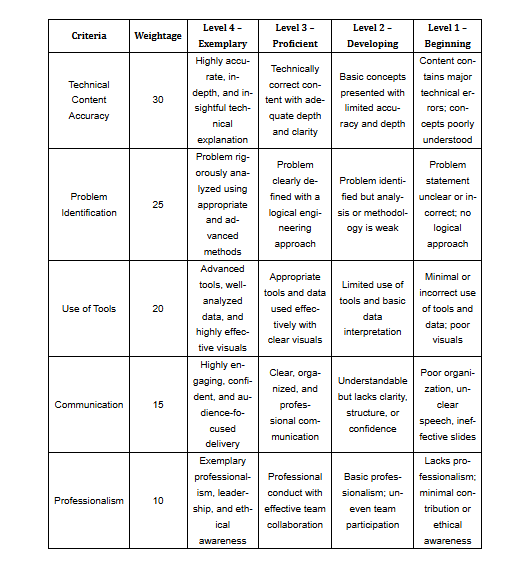 Criteria
Weightage
Level 4 –
Exemplary
Level 3 –
Proficient
Level 2 –
Developing
Level 1 –
Beginning
Technical
Content
Accuracy
30
Highly accu-
rate, in-
depth, and in-
sightful tech-
nical
explanation
Technically
correct con-
tent with ade-
quate depth
and clarity
Basic concepts
presented with
limited accu-
racy and depth
Content con-
tains major
technical er-
rors; con-
cepts poorly
understood
Problem
Identification
25
Problem rig-
orously ana-
lyzed using
appropriate
and ad-
vanced
methods
Problem
clearly de-
fined with a
logical engi-
neering
approach
Problem identi-
fied but analy-
sis or methodol-
ogy is weak
Problem
statement
unclear or in-
correct; no
logical
approach
Use of Tools
20
Advanced
tools, well-
analyzed
data, and
highly effec-
tive visuals
Appropriate
tools and data
used effec-
tively with
clear visuals
Limited use of
tools and basic
data
interpretation
Minimal or
incorrect use
of tools and
data; poor
visuals
Communication
15
Highly en-
gaging, confi-
dent, and au-
dience-fo-
cused
delivery
Clear, orga-
nized, and
profes-
sional com-
munication
Understandable
but lacks clarity,
structure, or
confidence
Poor organi-
zation, un-
clear
speech, inef-
fective slides
Professionalism
10
Exemplary
professional-
ism, leader-
ship, and eth-
ical
awareness
Professional
conduct with
effective team
collaboration
Basic profes-
sionalism; un-
even team
participation
Lacks pro-
fessionalism;
minimal con-
tribution or
ethical
awareness